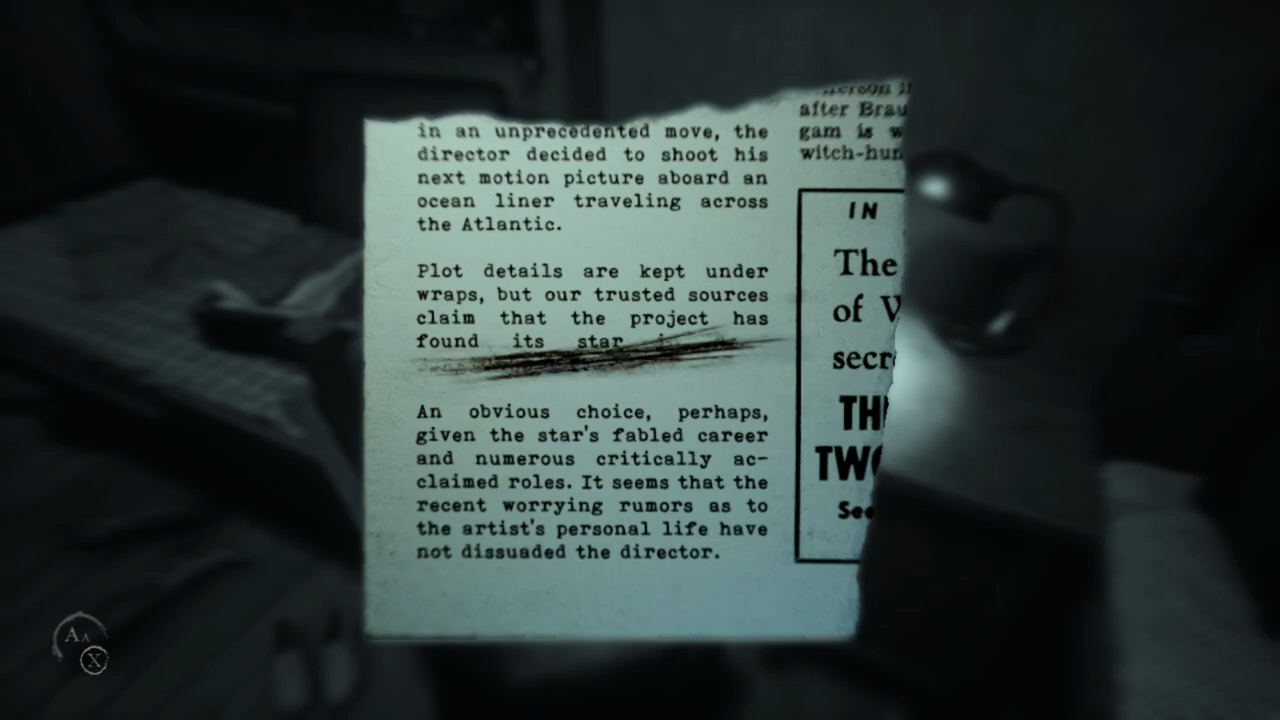 in an unprecedented move, the
director decided to shoot his
next motion picture aboard an
ocean liner traveling across
the Atlantic.
Plot details are kept under
wraps, but our trusted sources
claim that the project has
found its star
An obvious choice, perhaps,
given the star's fabled career
and numerous critically ac-
claimed roles. It seems that the
recent worrying rumors as to
the artist's personal life have
not dissuaded the director.
after Brau
gam is w
witch-hun
IN
The
of
secr
TH
TWO
See
AA
X